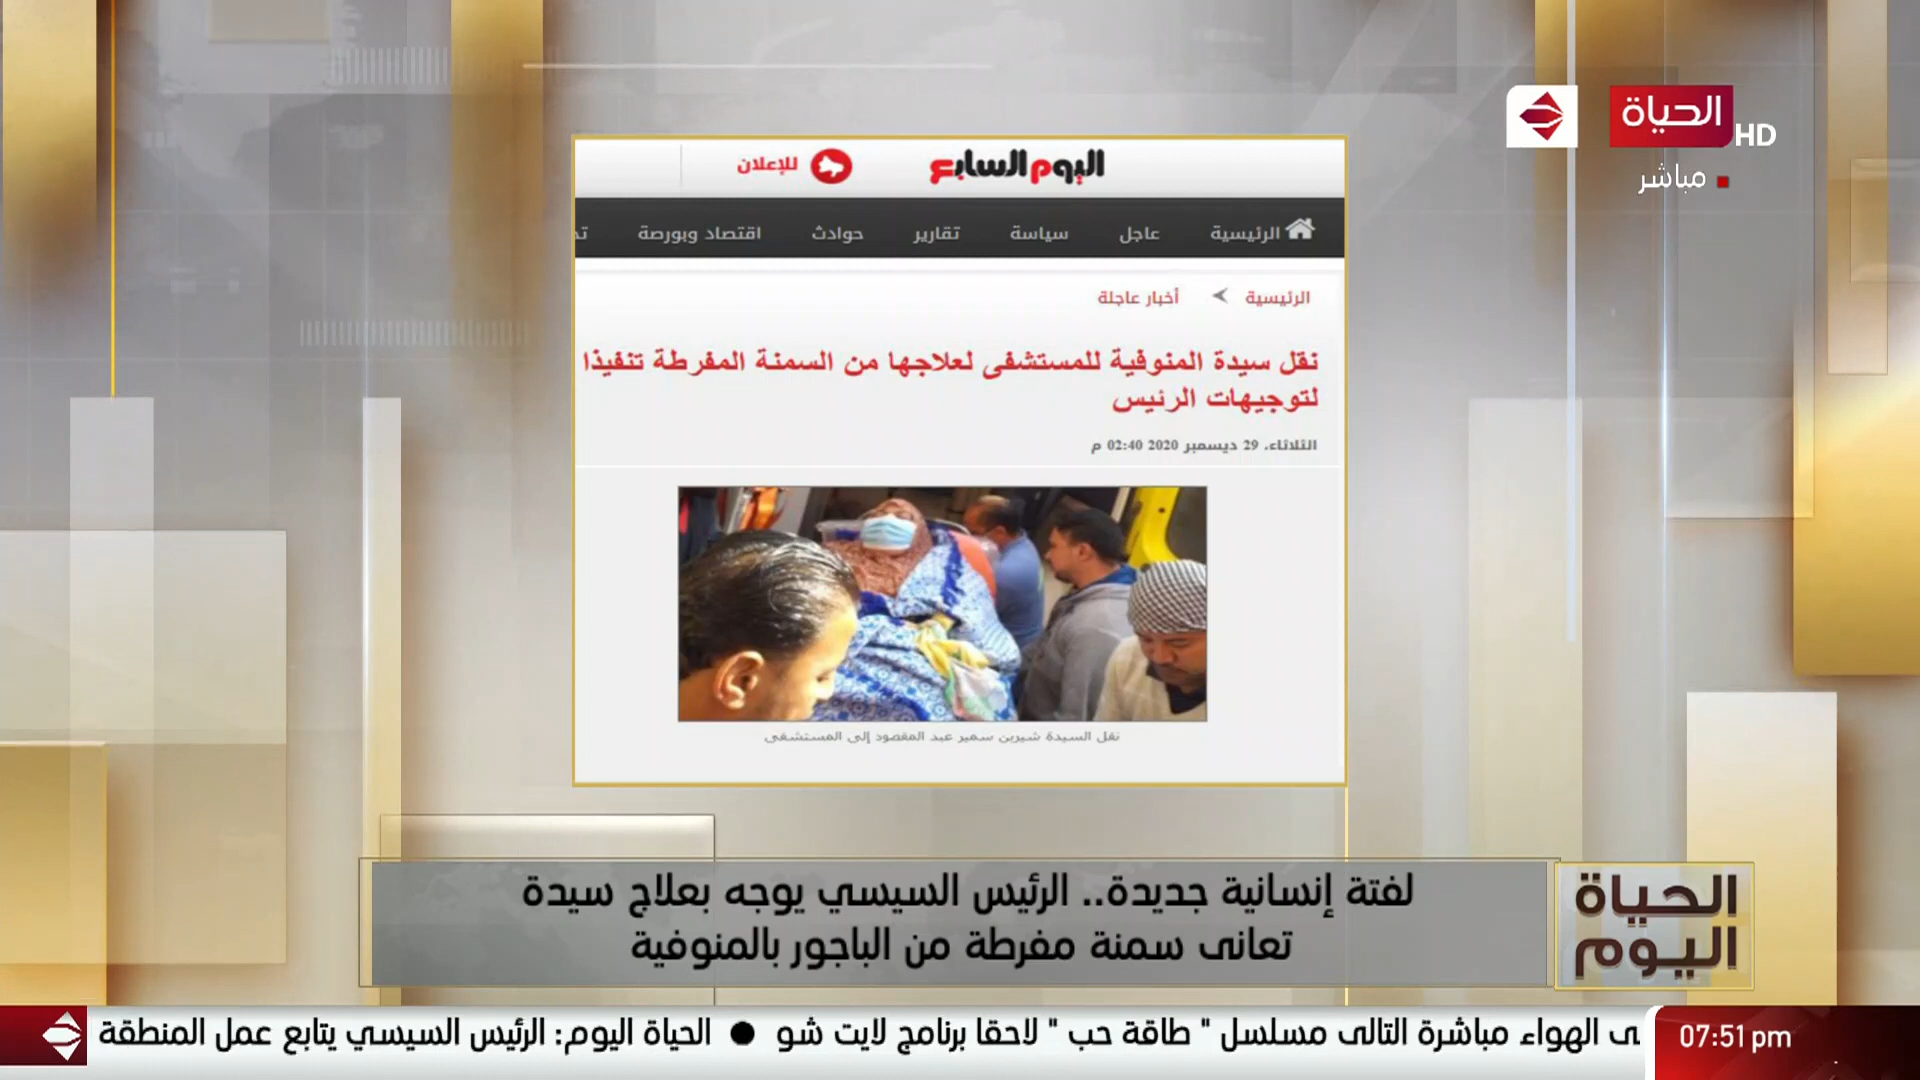 الحياة HD
مباشر
اليوم السابع
للإعلان
الرئيسية عاجل سياسة تقارير حوادث اقتصاد وبورصة
الرئيسية أخبار عاجلة
نقل سيدة المنوفية للمستشفى لعلاجها من السمنة المفرطة تنفيذا
لتوجيهات الرئيس
الثلاثاء، 29 ديسمبر 2020 02:40 م
نقل السيدة شيرين سمير عبد المقصود إلى المستشفى
لفتة إنسانية جديدة.. الرئيس السيسي يوجه بعلاج سيدة
تعانى سمنة مفرطة من الباجور بالمنوفية
الحياة
اليوم
الهواء مباشرة التالى مسلسل " طاقة حب " لاحقا برنامج لايت شو ● الحياة اليوم: الرئيس السيسي يتابع عمل المنطقة
07:51 pm